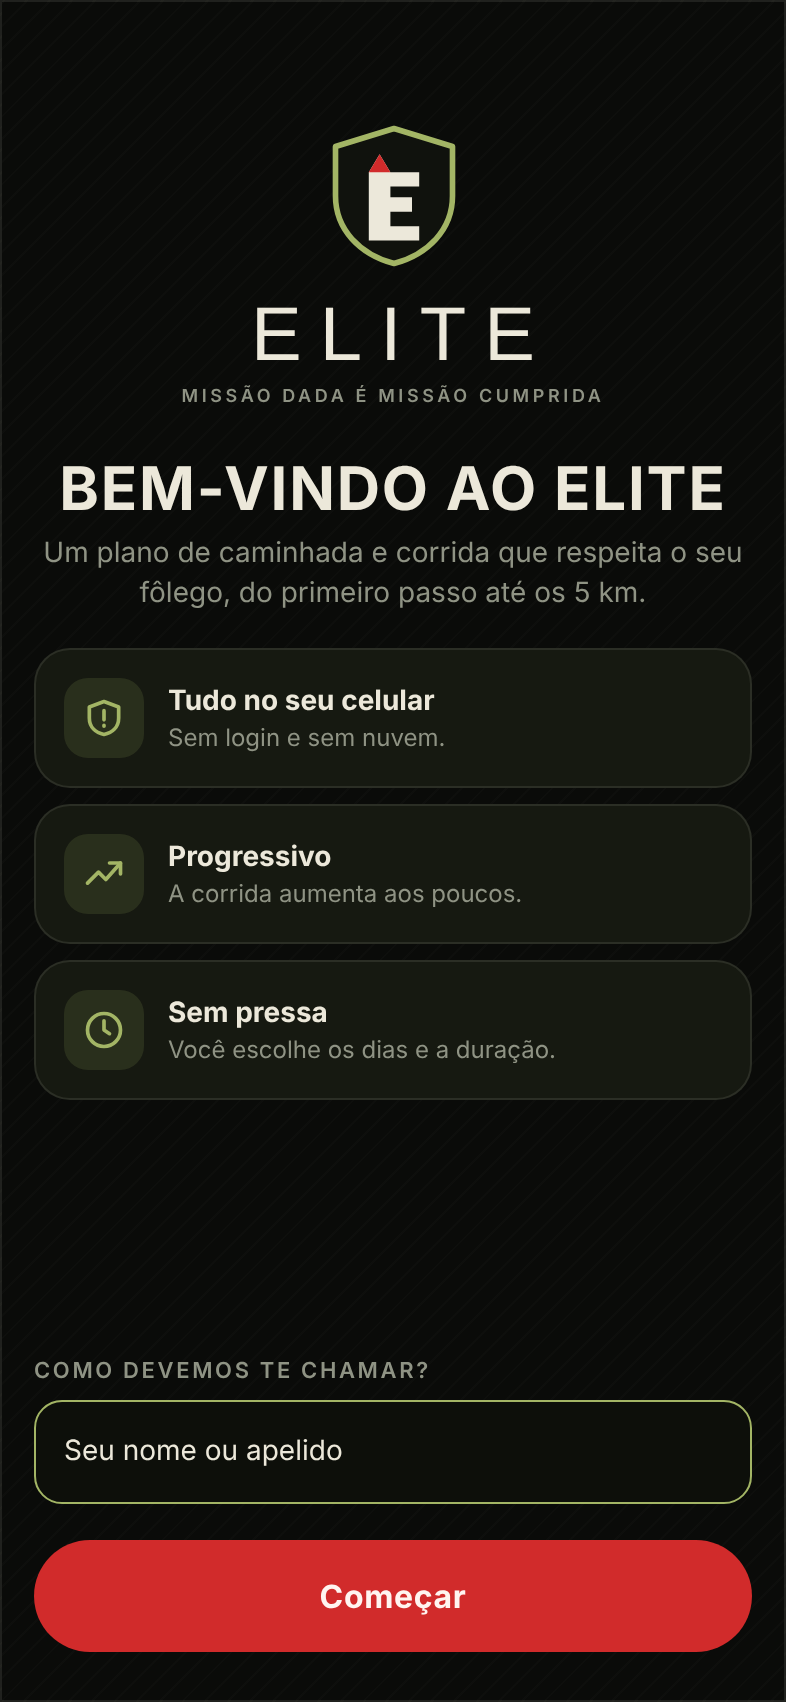 E
ELITE
MISSÃO DADA É MISSÃO CUMPRIDA
BEM-VINDO AO ELITE
Um plano de caminhada e corrida que respeita o seu
fôlego, do primeiro passo até os 5 km.
Tudo no seu celular
Sem login e sem nuvem.
Progressivo
A corrida aumenta aos poucos.
Sem pressa
Você escolhe os dias e a duração.
COMO DEVEMOS TE CHAMAR?
Seu nome ou apelido
Começar